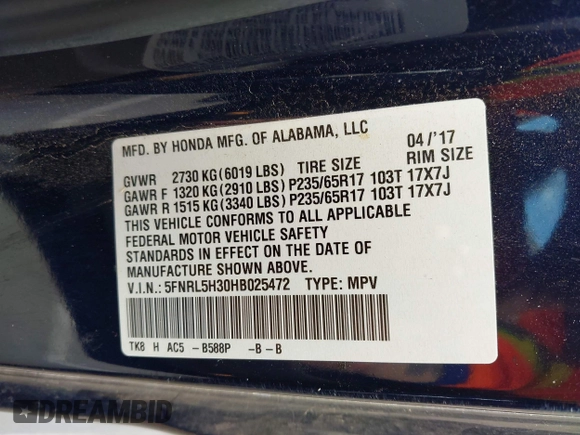 MFD. BY HONDA MFG. OF ALABAMA, LLC 04/'17
GVWR 2730 KG (6019 LBS) TIRE SIZE RIM SIZE
GAWR F 1320 KG (2910 LBS) P235/65R17 103T 17X7J
GAWR R 1515 KG (3340 LBS) P235/65R17 103T 17X7J
THIS VEHICLE CONFORMS TO ALL APPLICABLE
FEDERAL MOTOR VEHICLE SAFETY
STANDARDS IN EFFECT ON THE DATE OF
MANUFACTURE SHOWN ABOVE.
V.I.N.: 5FNRL5H30HB025472 TYPE: MPV
TK8 H AC5 - B588P -B - B
DREAMBID